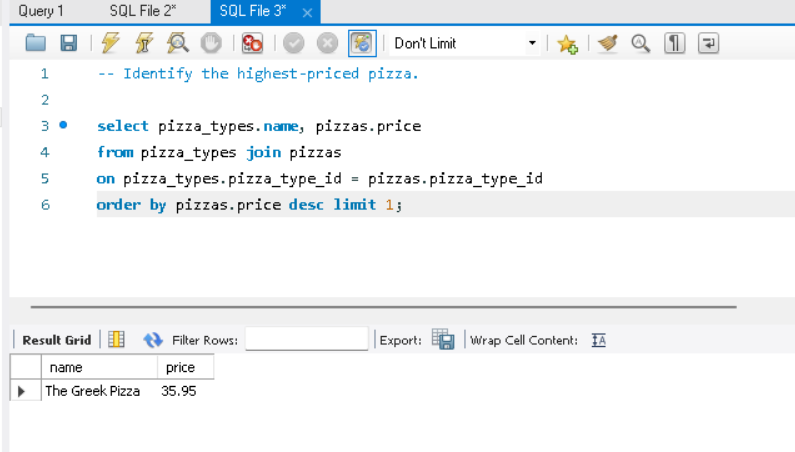 Query 1 SQL File 2* SQL File 3* ×
Don't Limit
1 -- Identify the highest-priced pizza.
2
3 select pizza_types.name, pizzas.price
4 from pizza_types join pizzas
5 on pizza_types.pizza_type_id = pizzas.pizza_type_id
6 order by pizzas.price desc limit 1;
Result Grid Filter Rows: Export: Wrap Cell Content: IA
name price
The Greek Pizza 35.95